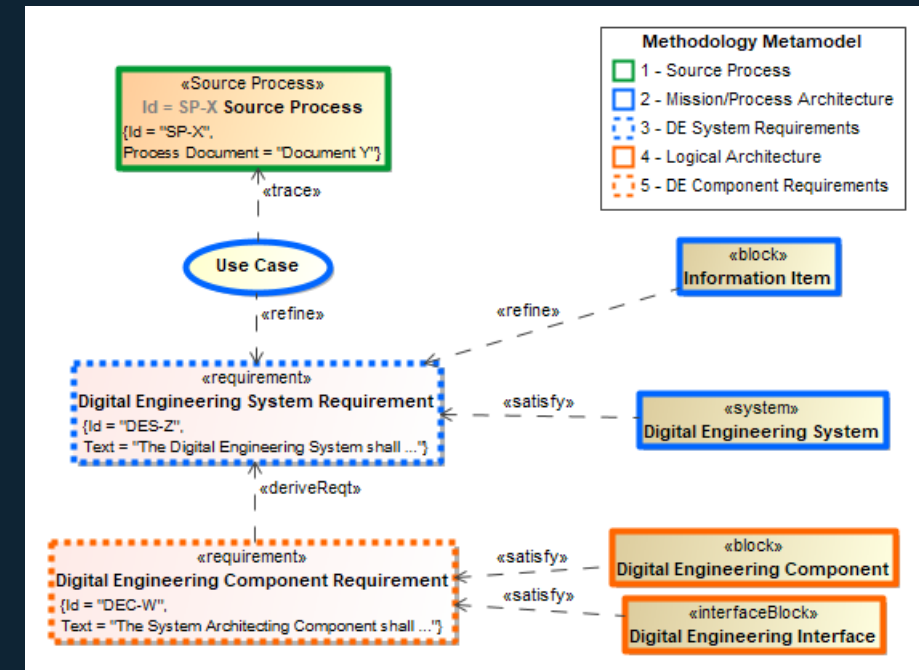 Methodology Metamodel
1 - Source Process
2 - Mission/Process Architecture
3 - DE System Requirements
4 - Logical Architecture
5 - DE Component Requirements
«Source Process»
Id = SP-X Source Process
{Id = "SP-X",
Process Document = "Document Y"}
«trace»
Use Case
«refine»
«block»
Information Item
«refine»
«requirement»
Digital Engineering System Requirement
{Id = "DES-Z",
Text = "The Digital Engineering System shall ..."}
«satisfy»
«system»
Digital Engineering System
«deriveReqt»
«requirement»
Digital Engineering Component Requirement
{Id = "DEC-W",
Text = "The System Architecting Component shall ..."}
«satisfy»
«satisfy»
«block»
Digital Engineering Component
«interfaceBlock»
Digital Engineering Interface